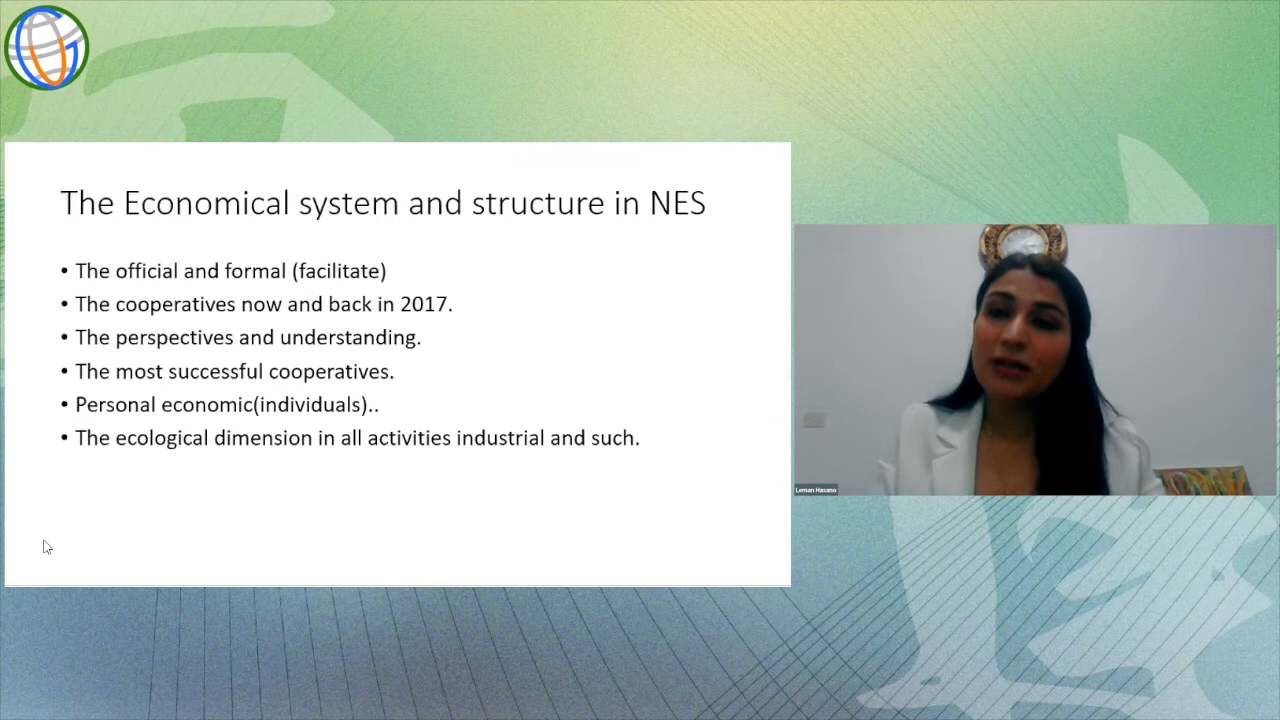 The Economical system and structure in NES
• The official and formal (facilitate)
• The cooperatives now and back in 2017.
• The perspectives and understanding.
• The most successful cooperatives.
• Personal economic(individuals)..
• The ecological dimension in all activities industrial and such.
Leman Hasano